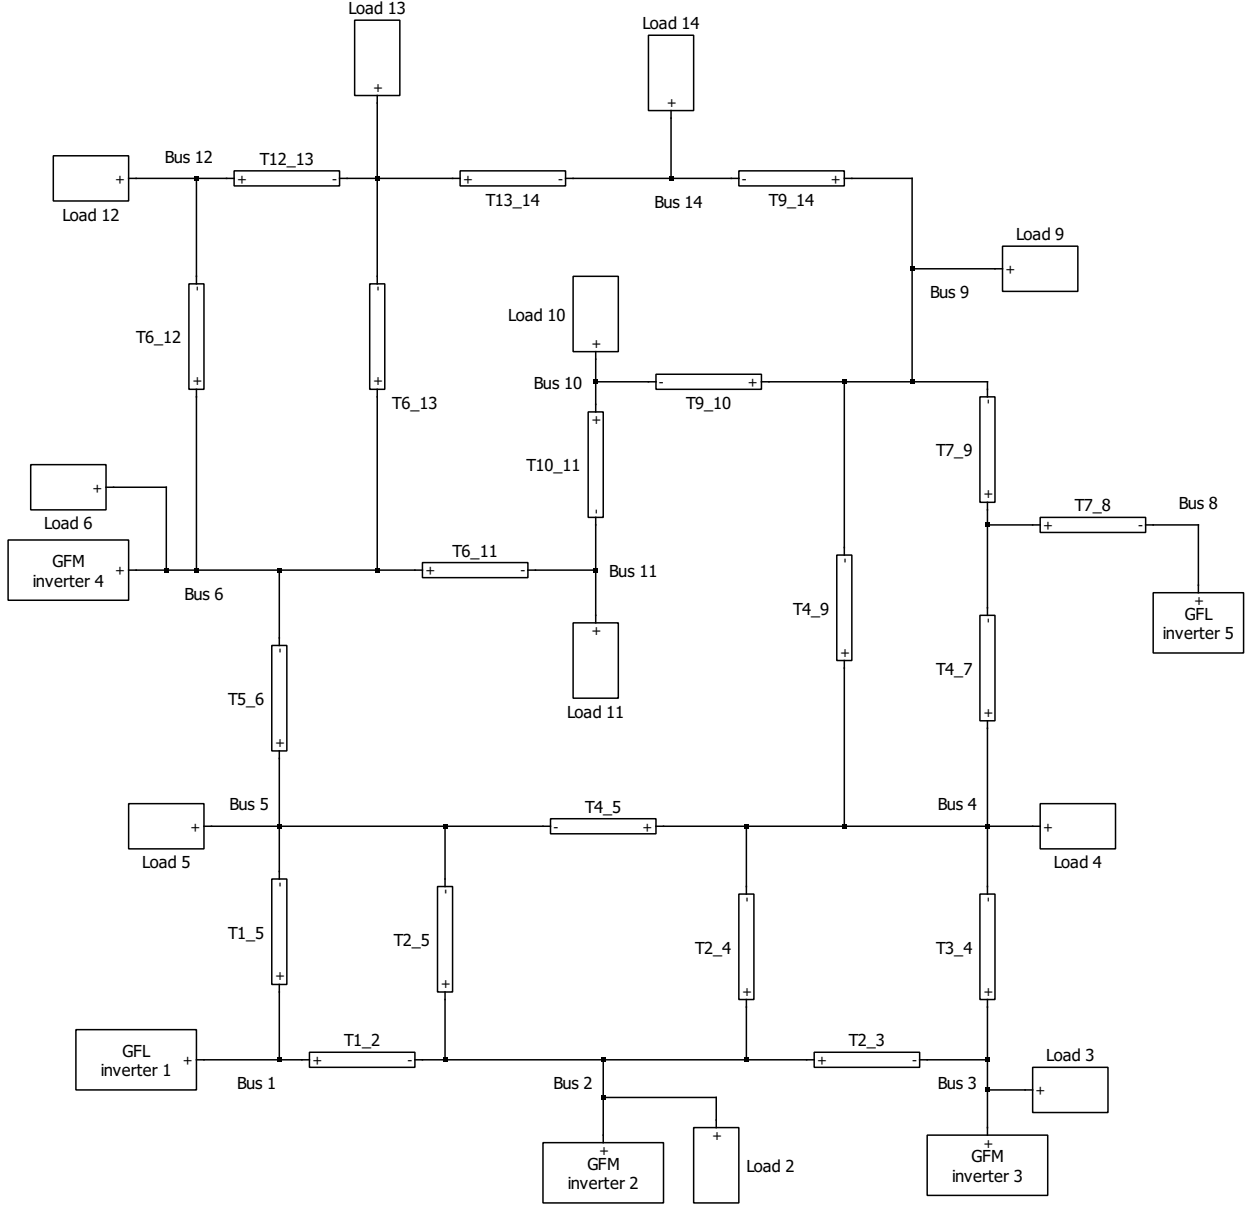 Load 13
Load 14
Bus 12
T12_13
Load 12
T13_14
Bus 14
T9_14
Load 9
Bus 9
T6_12
Load 10
Bus 10
T6_13
T9_10
T10_11
T7_9
Load 6
T7_8
Bus 8
GFM
inverter 4
T6_11
Bus 11
Bus 6
T4_9
GFL
inverter 5
T5_6
Load 11
T4_7
Bus 5
T4_5
Bus 4
Load 5
Load 4
T1_5
T2_5
T2_4
T3_4
GFL
inverter 1
T1_2
T2_3
Load 3
Bus 1
Bus 2
Bus 3
GFM
inverter 2
Load 2
GFM
inverter 3